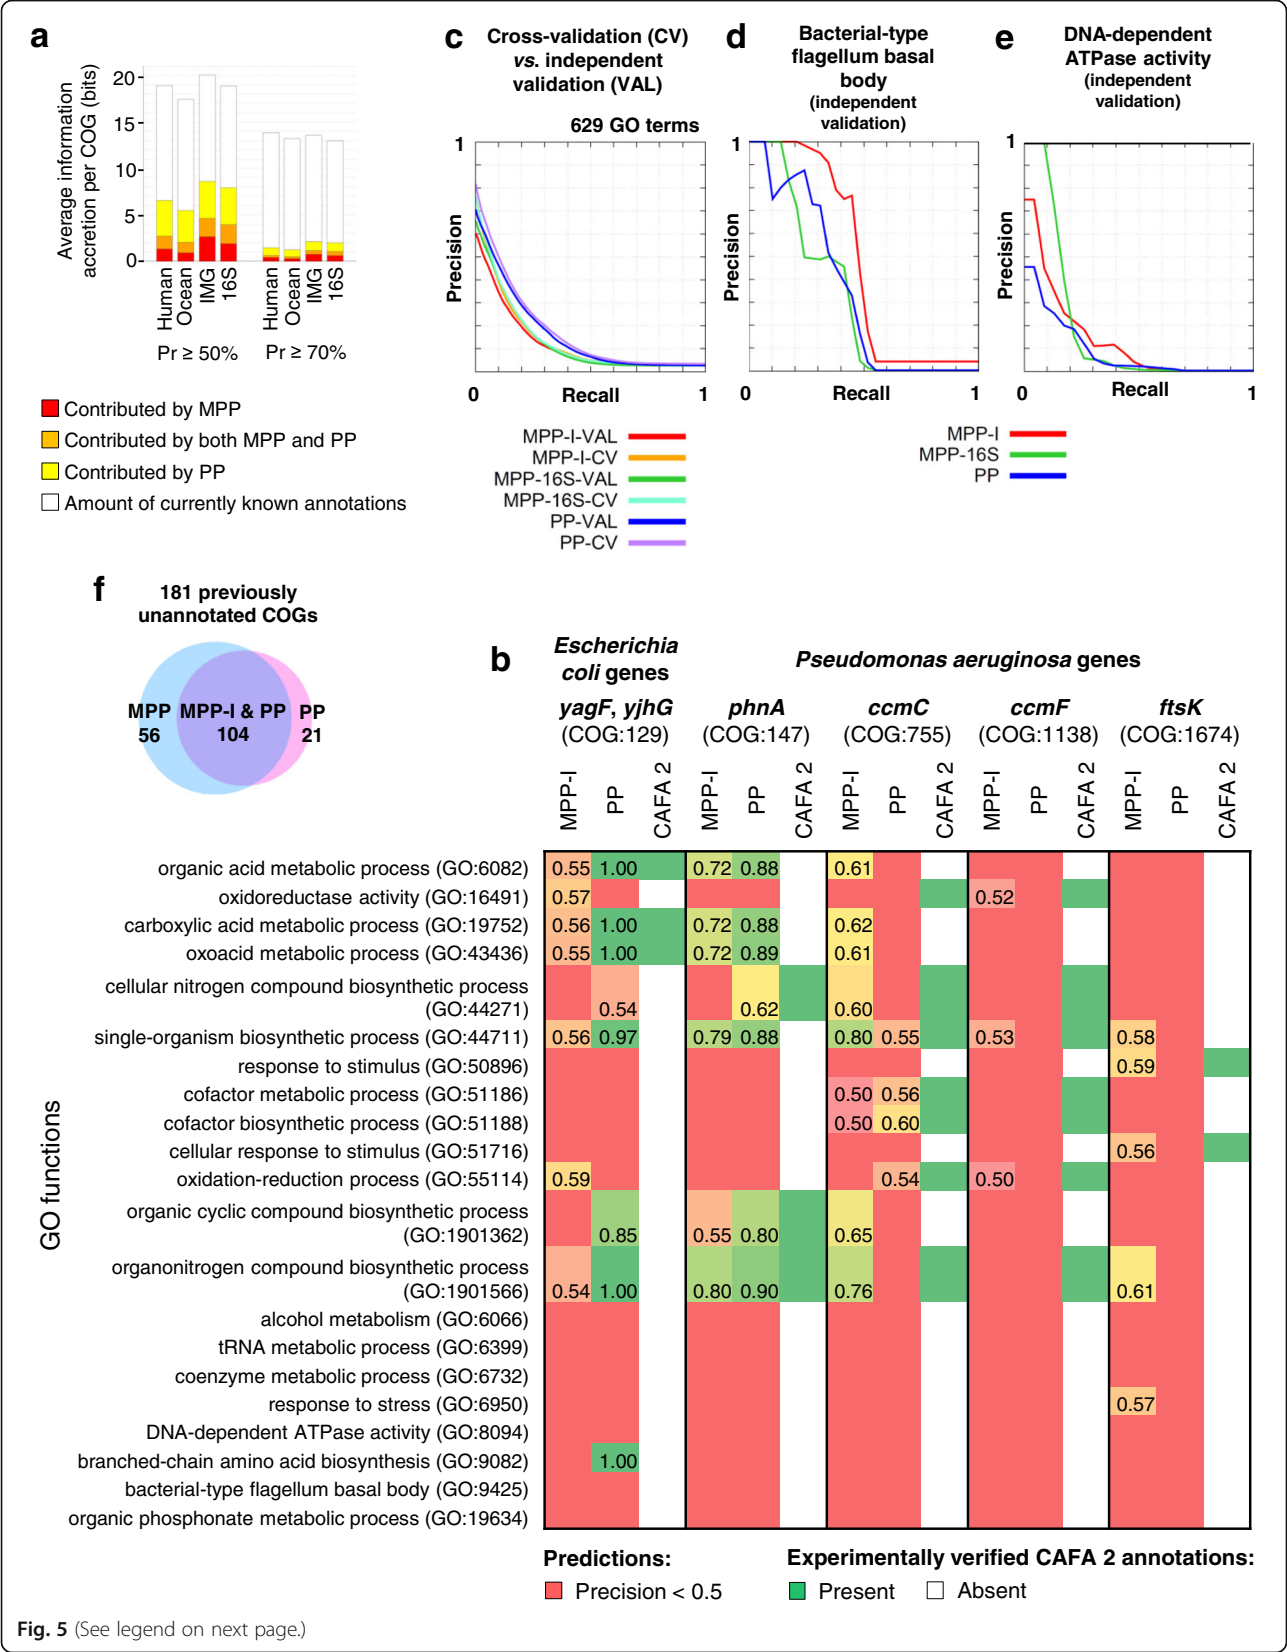 a
Average information
accretion per COG (bits)
20
15
10
5
0
Human
Ocean
IMG
16S
Human
Ocean
IMG
16S
Pr ≥ 50%
Pr ≥ 70%
Contributed by MPP
Contributed by both MPP and PP
Contributed by PP
Amount of currently known annotations
c
Cross-validation (CV)
vs. independent
validation (VAL)
629 GO terms
1
Precision
0
Recall
1
MPP-I-VAL
MPP-I-CV
MPP-16S-VAL
MPP-16S-CV
PP-VAL
PP-CV
d
Bacterial-type
flagellum basal
body
(independent
validation)
1
Precision
0
Recall
1
e
DNA-dependent
ATPase activity
(independent
validation)
1
Precision
0
Recall
1
MPP-I
MPP-16S
PP
f
181 previously
unannotated COGs
MPP
56
MPP-I & PP
104
PP
21
b
Escherichia
coli genes
Pseudomonas aeruginosa genes
yagF, yjhG
(COG:129)
phnA
(COG:147)
ccmC
(COG:755)
ccmF
(COG:1138)
ftsK
(COG:1674)
MPP-I
PP
CAFA 2
MPP-I
PP
CAFA 2
MPP-I
PP
CAFA 2
MPP-I
PP
CAFA 2
MPP-I
PP
CAFA 2
GO functions
organic acid metabolic process (GO:6082) 0.55 1.00 0.72 0.88 0.61
oxidoreductase activity (GO:16491) 0.57 0.52
carboxylic acid metabolic process (GO:19752) 0.56 1.00 0.72 0.88 0.62
oxoacid metabolic process (GO:43436) 0.55 1.00 0.72 0.89 0.61
cellular nitrogen compound biosynthetic process
(GO:44271) 0.54 0.62 0.60
single-organism biosynthetic process (GO:44711) 0.56 0.97 0.79 0.88 0.80 0.55 0.53 0.58
response to stimulus (GO:50896) 0.59
cofactor metabolic process (GO:51186) 0.50 0.56
cofactor biosynthetic process (GO:51188) 0.50 0.60
cellular response to stimulus (GO:51716) 0.56
oxidation-reduction process (GO:55114) 0.59 0.54 0.50
organic cyclic compound biosynthetic process
(GO:1901362) 0.85 0.55 0.80 0.65
organonitrogen compound biosynthetic process
(GO:1901566) 0.54 1.00 0.80 0.90 0.76 0.61
alcohol metabolism (GO:6066)
tRNA metabolic process (GO:6399)
coenzyme metabolic process (GO:6732)
response to stress (GO:6950) 0.57
DNA-dependent ATPase activity (GO:8094)
branched-chain amino acid biosynthesis (GO:9082) 1.00
bacterial-type flagellum basal body (GO:9425)
organic phosphonate metabolic process (GO:19634)
Predictions:
Precision < 0.5
Experimentally verified CAFA 2 annotations:
Present
Absent
Fig. 5 (See legend on next page.)